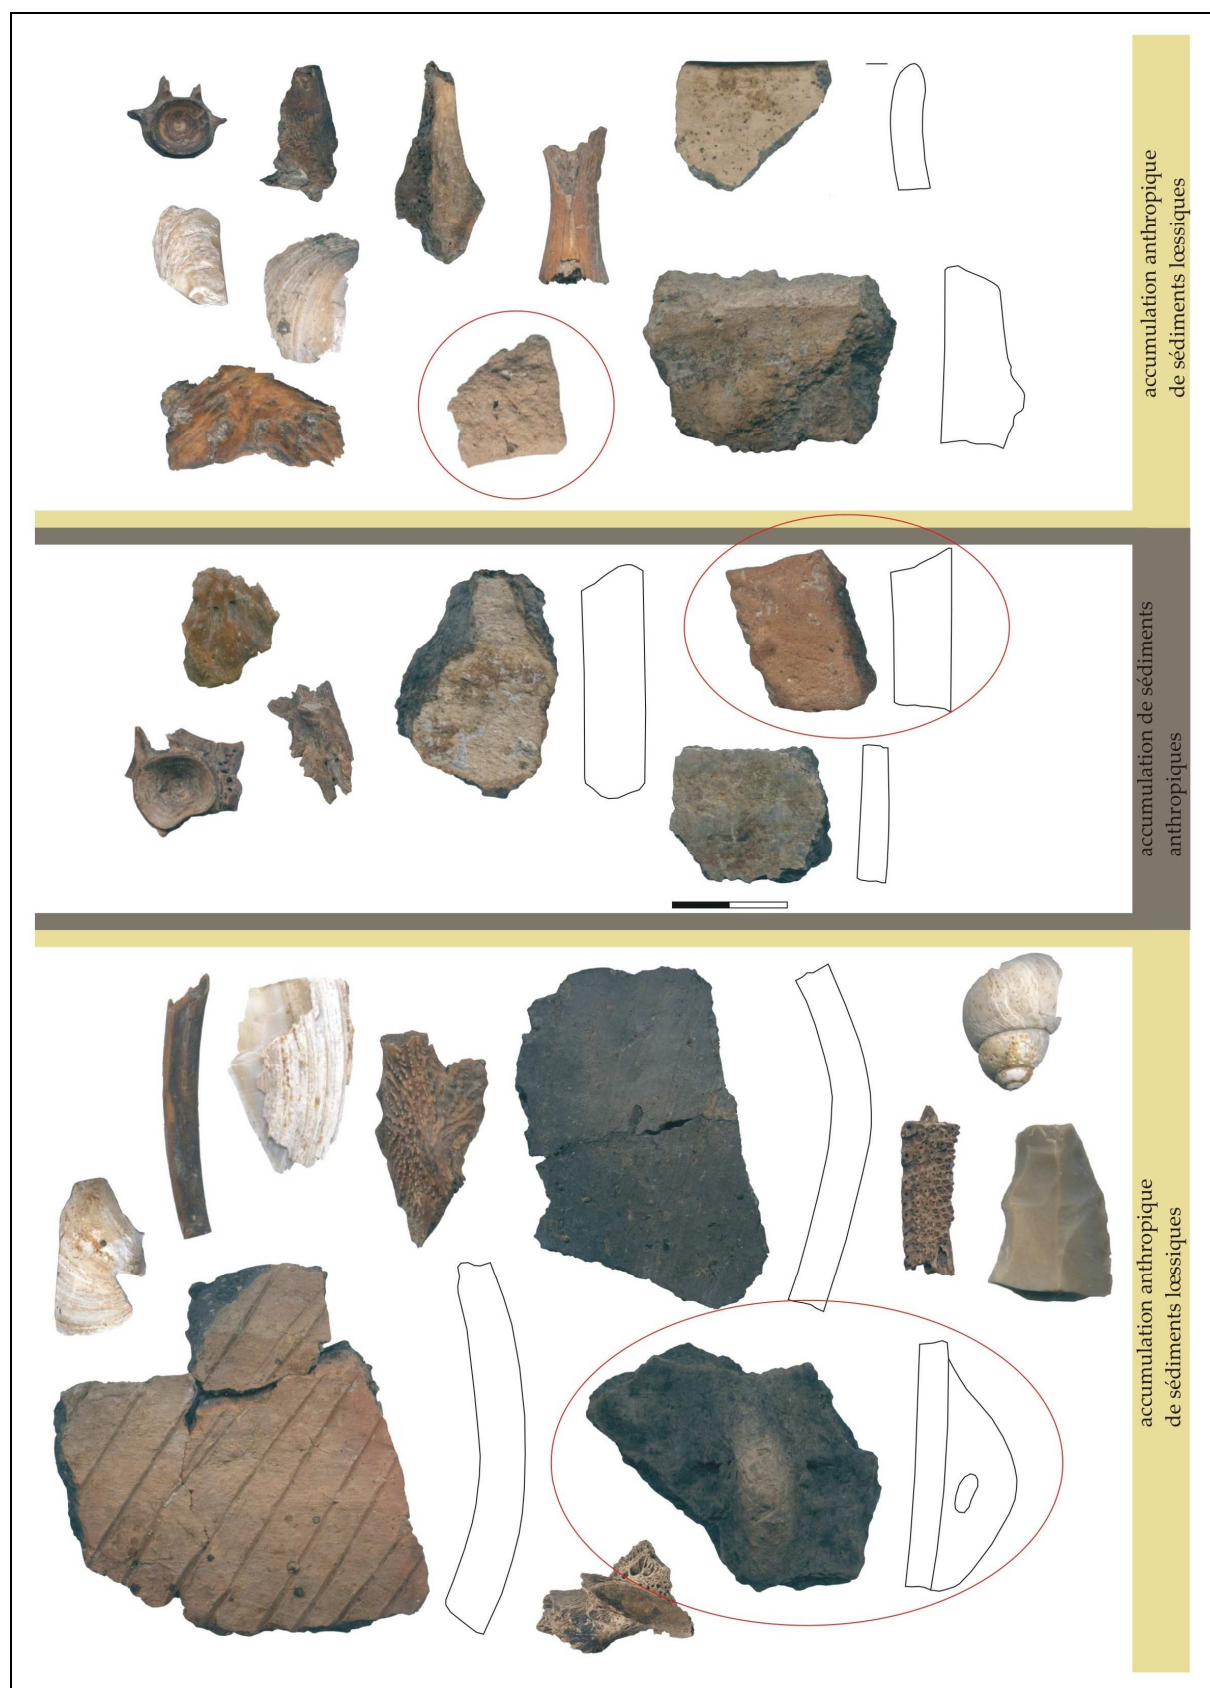 accumulation anthropique
de sédiments lœssiques
accumulation de sédiments
anthropiques
accumulation anthropique
de sédiments lœssiques